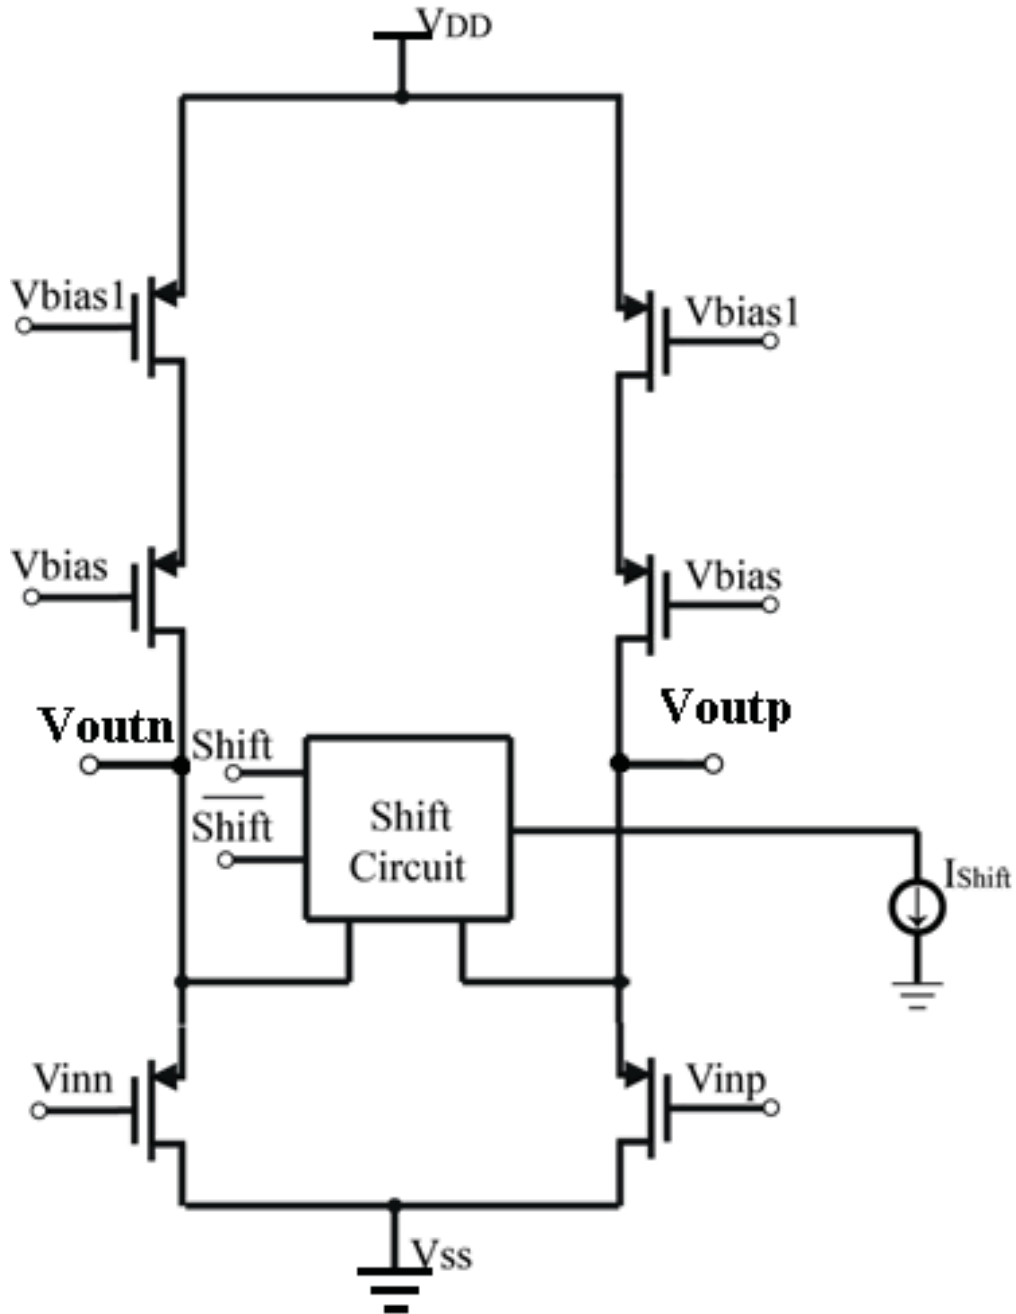 VDD
Vbias1
Vbias1
Vbias
Vbias
Voutn
Voutp
Shift
Shift
Shift
Circuit
IShift
Vinn
Vinp
VSS